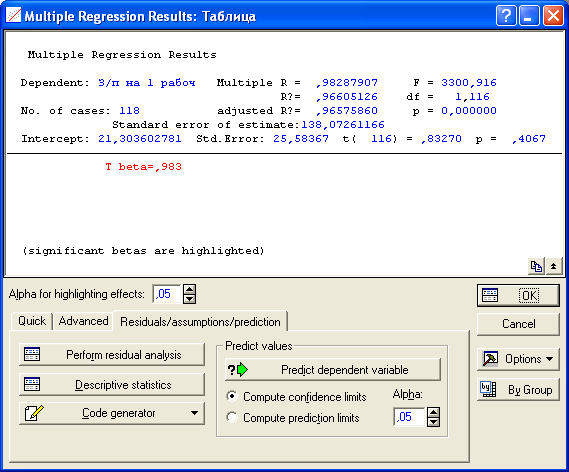 Multiple Regression Results: Таблица
Multiple Regression Results
Dependent: З/п на 1 рабоч Multiple R = ,98287907 F = 3300,916
R?= ,96605126 df = 1,116
No. of cases: 118 adjusted R?= ,96575860 p = 0,000000
Standard error of estimate:138,07261166
Intercept: 21,303602781 Std.Error: 25,58367 t( 116) = ,83270 p = ,4067
T beta=,983
(significant betas are highlighted)
Alpha for highlighting effects: ,05
OK
Quick Advanced Residuals/assumptions/prediction
Cancel
Perform residual analysis
Descriptive statistics
Code generator
Predict values
Predict dependent variable
Compute confidence limits
Alpha:
Compute prediction limits
,05
Options
By Group